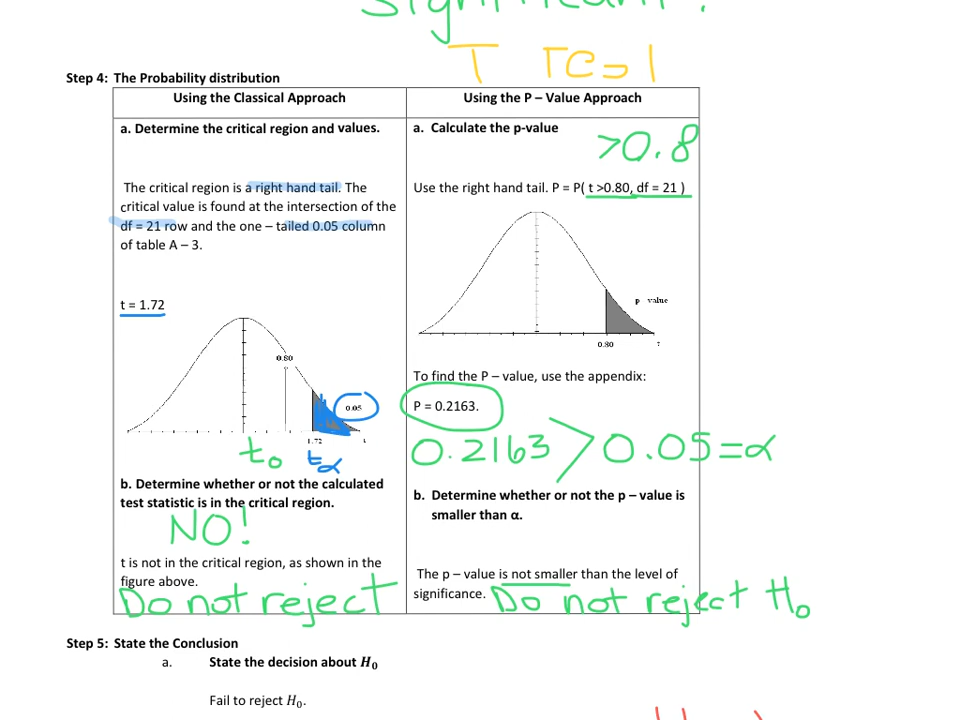 Significant?
T TC=1
Step 4: The Probability distribution
Using the Classical Approach
a. Determine the critical region and values.
The critical region is a right hand tail. The
critical value is found at the intersection of the
df = 21 row and the one – tailed 0.05 column
of table A – 3.
t = 1.72
0.80
0.05
1.72
t
t₀
tα
b. Determine whether or not the calculated
test statistic is in the critical region.
NO!
t is not in the critical region, as shown in the
figure above.
Do not reject
Using the P – Value Approach
a. Calculate the p-value
>0.8
Use the right hand tail. P = P( t >0.80, df = 21 )
p value
0.80
To find the P – value, use the appendix:
P = 0.2163.
0.2163 > 0.05 = α
b. Determine whether or not the p – value is
smaller than α.
The p – value is not smaller than the level of
significance.
Do not reject H₀
Step 5: State the Conclusion
a. State the decision about H₀
Fail to reject H₀.